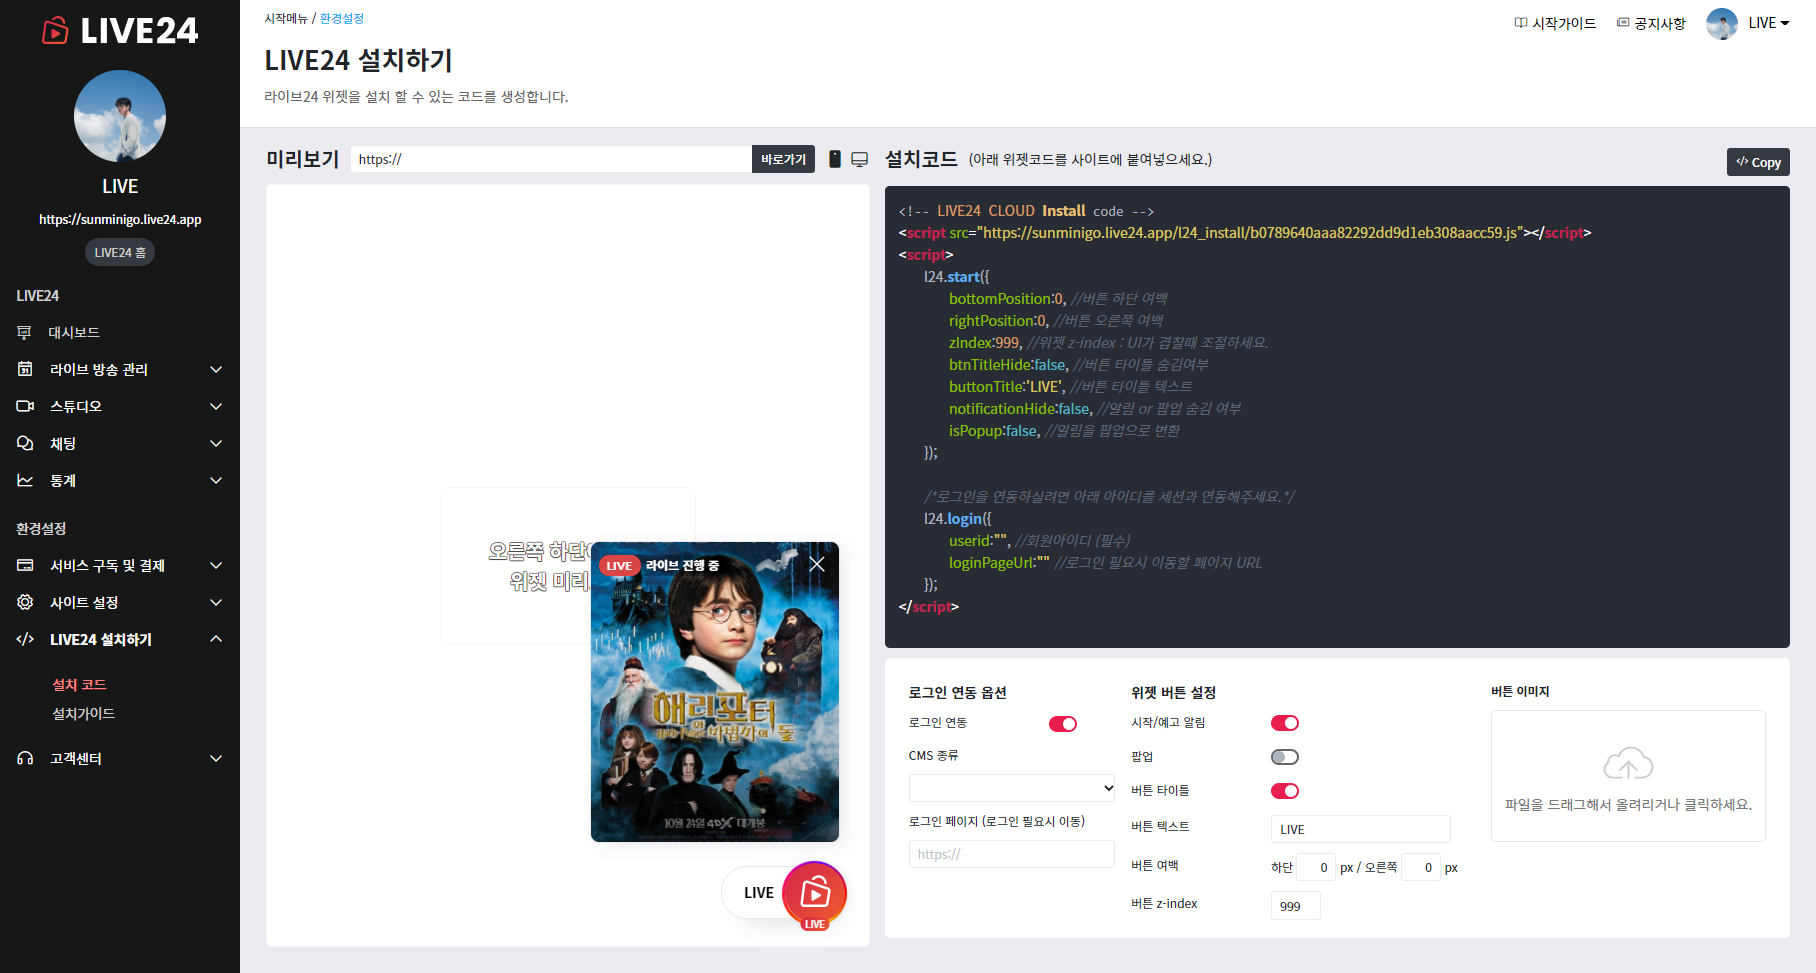 LIVE24
LIVE
https://sunminigo.live24.app
LIVE24 홈
LIVE24
대시보드
라이브 방송 관리
스튜디오
채팅
통계
환경설정
서비스 구독 및 결제
사이트 설정
LIVE24 설치하기
설치 코드
설치가이드
고객센터
시작메뉴 / 환경설정
시작가이드
공지사항
LIVE
LIVE24 설치하기
라이브24 위젯을 설치 할 수 있는 코드를 생성합니다.
미리보기
https://
바로가기
오른쪽 하단
위젯 미리
LIVE 라이브 진행 중
해리포터
와
마법사의 돌
10월 24일 4DX 대개봉
LIVE
LIVE
설치코드 (아래 위젯코드를 사이트에 붙여넣으세요.)
</> Copy
<!-- LIVE24 CLOUD Install code -->
<script src="https://sunminigo.live24.app/l24_install/b0789640aaa82292dd9d1eb308aacc59.js"></script>
<script>
l24.start({
bottomPosition:0, //버튼 하단 여백
rightPosition:0, //버튼 오른쪽 여백
zIndex:999, //위젯 z-index : UI가 겹칠때 조절하세요.
btnTitleHide:false, //버튼 타이틀 숨김여부
buttonTitle:'LIVE', //버튼 타이틀 텍스트
notificationHide:false, //알림 or 팝업 숨김 여부
isPopup:false, //알림을 팝업으로 변환
});
/*로그인을 연동하실려면 아래 아이디를 세션과 연동해주세요.*/
l24.login({
userid:"", //회원아이디 (필수)
loginPageUrl:"" //로그인 필요시 이동할 페이지 URL
});
</script>
로그인 연동 옵션
로그인 연동
CMS 종류
로그인 페이지 (로그인 필요시 이동)
https://
위젯 버튼 설정
시작/예고 알림
팝업
버튼 타이틀
버튼 텍스트
LIVE
버튼 여백
하단 0 px / 오른쪽 0 px
버튼 z-index
999
버튼 이미지
파일을 드래그해서 올려리거나 클릭하세요.